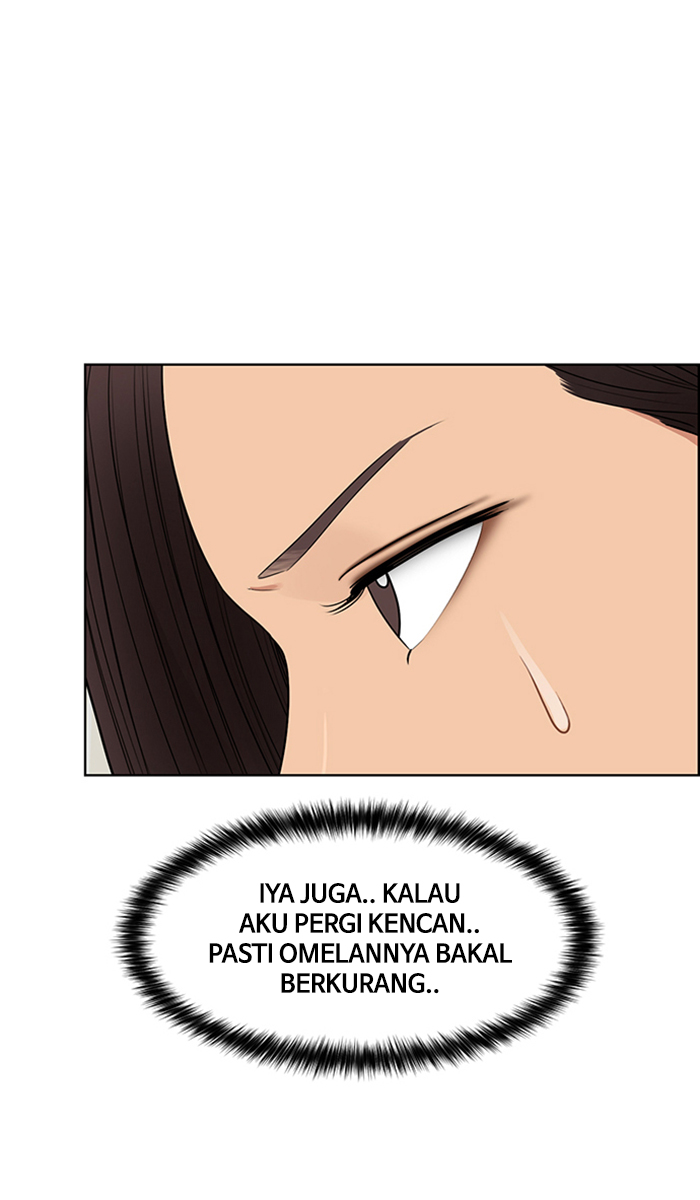 IYA JUGA.. KALAU
AKU PERGI KENCAN..
PASTI OMELANNYA BAKAL
BERKURANG..